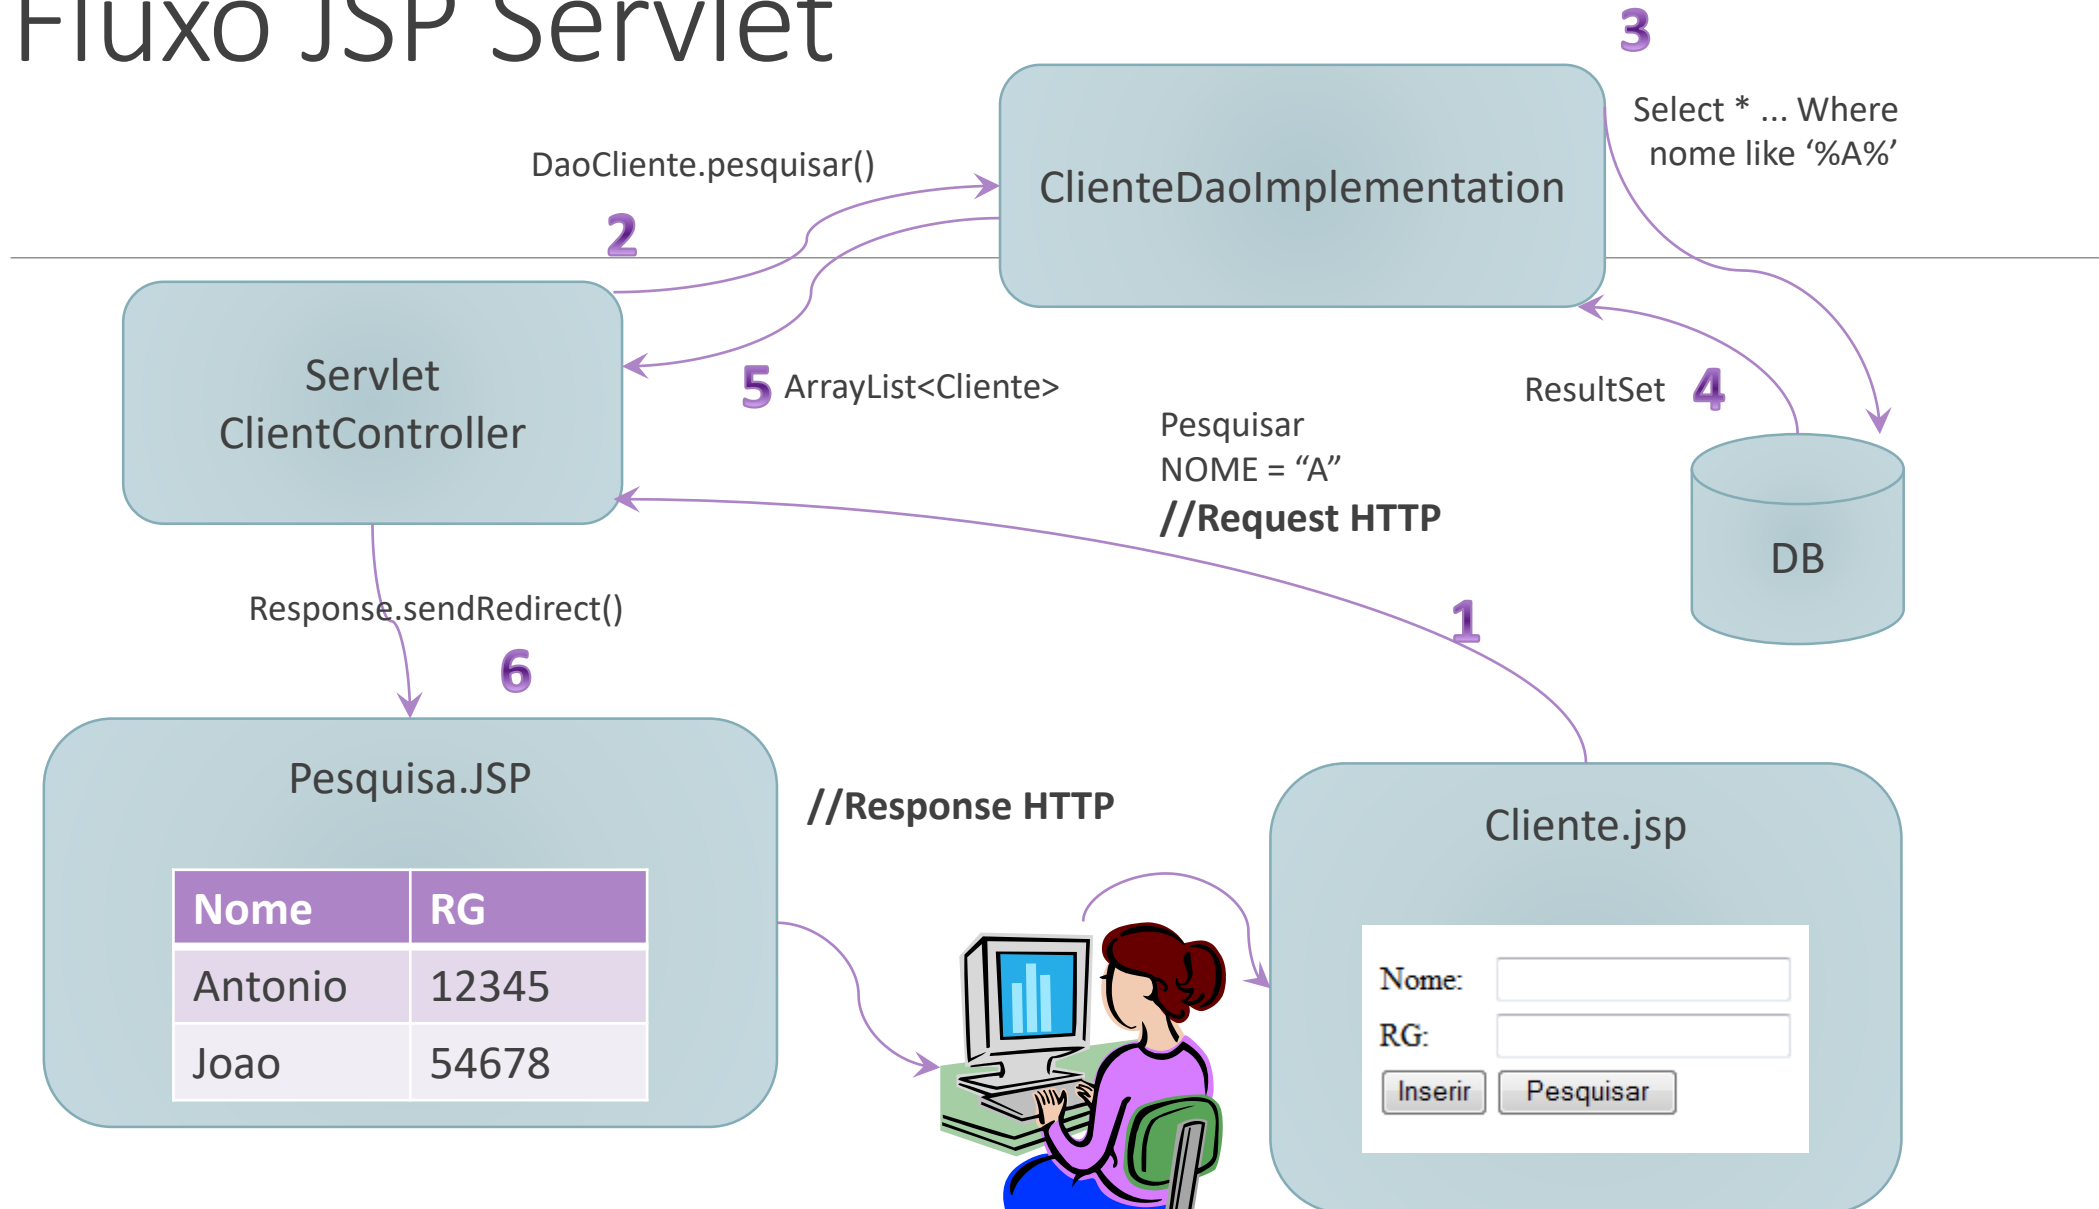 Fluxo JSP Servlet
3
Select * ... Where
nome like ‘%A%’
DaoCliente.pesquisar()
ClienteDaoImplementation
2
Servlet
ClientController
5 ArrayList<Cliente>
ResultSet 4
Pesquisar
NOME = “A”
//Request HTTP
DB
Response.sendRedirect()
1
6
Pesquisa.JSP
//Response HTTP
Cliente.jsp
Nome RG
Antonio 12345
Joao 54678
Nome:
RG:
Inserir Pesquisar